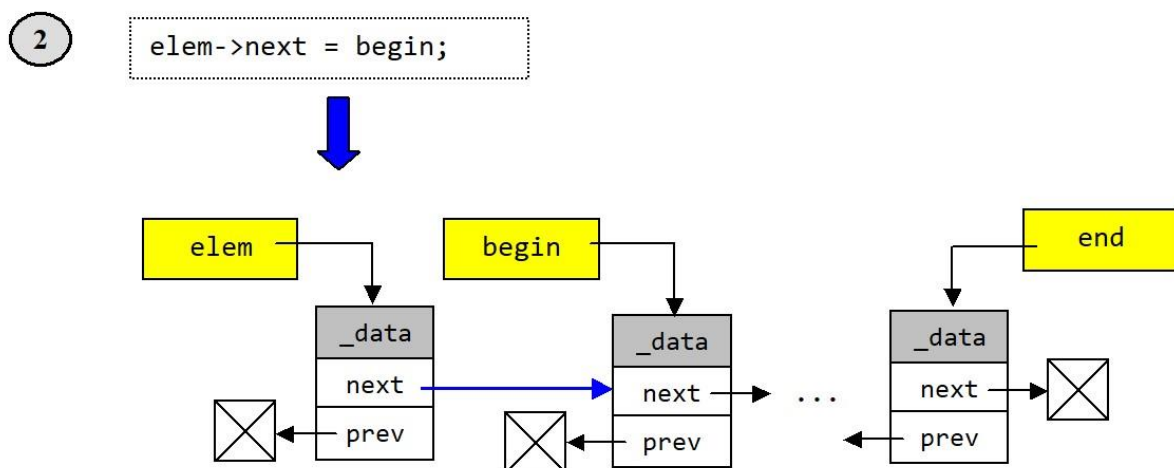 2
elem->next = begin;
elem
begin
end
_data
next
prev
_data
next
prev
...
_data
next
prev